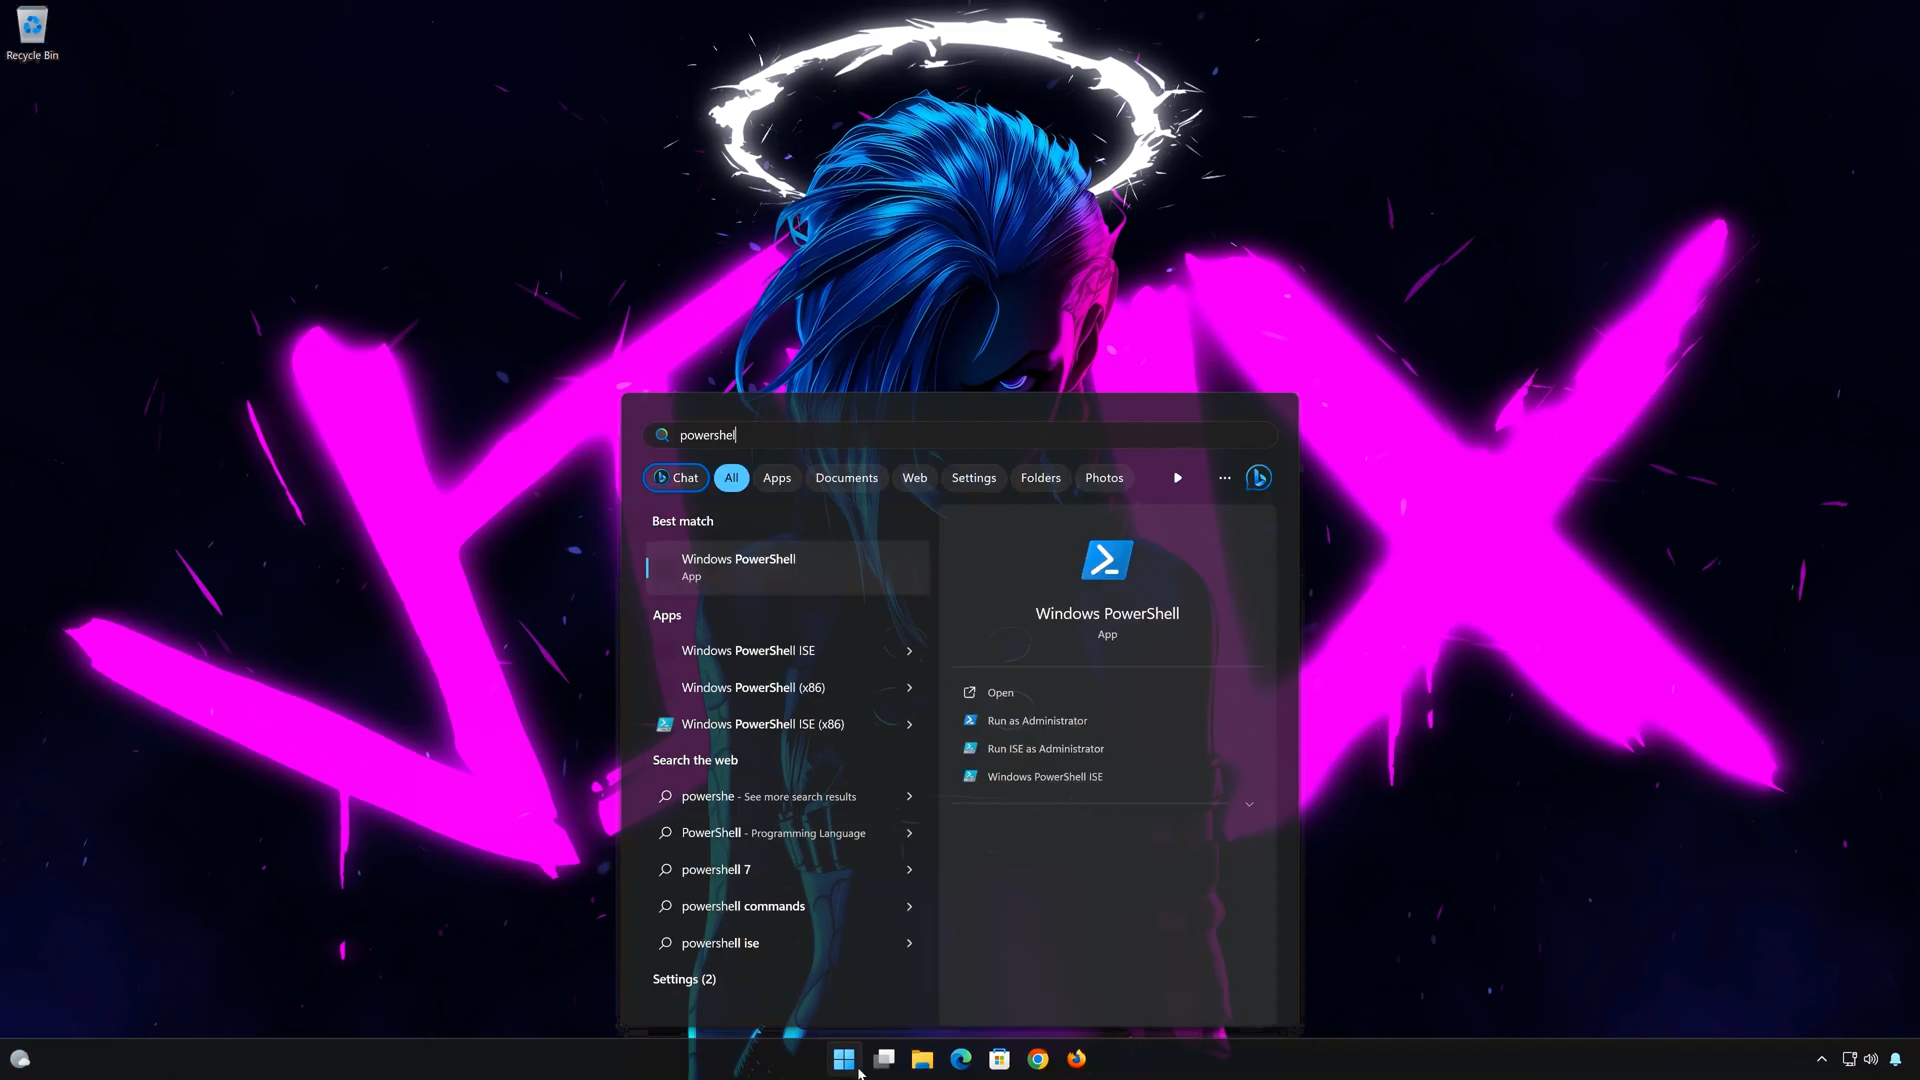 Recycle Bin
powershel
Chat
All
Apps
Documents
Web
Settings
Folders
Photos
Best match
Windows PowerShell
App
Apps
Windows PowerShell ISE
Windows PowerShell (x86)
Windows PowerShell ISE (x86)
Search the web
powershe - See more search results
PowerShell - Programming Language
powershell 7
powershell commands
powershell ise
Settings (2)
Windows PowerShell
App
Open
Run as Administrator
Run ISE as Administrator
Windows PowerShell ISE